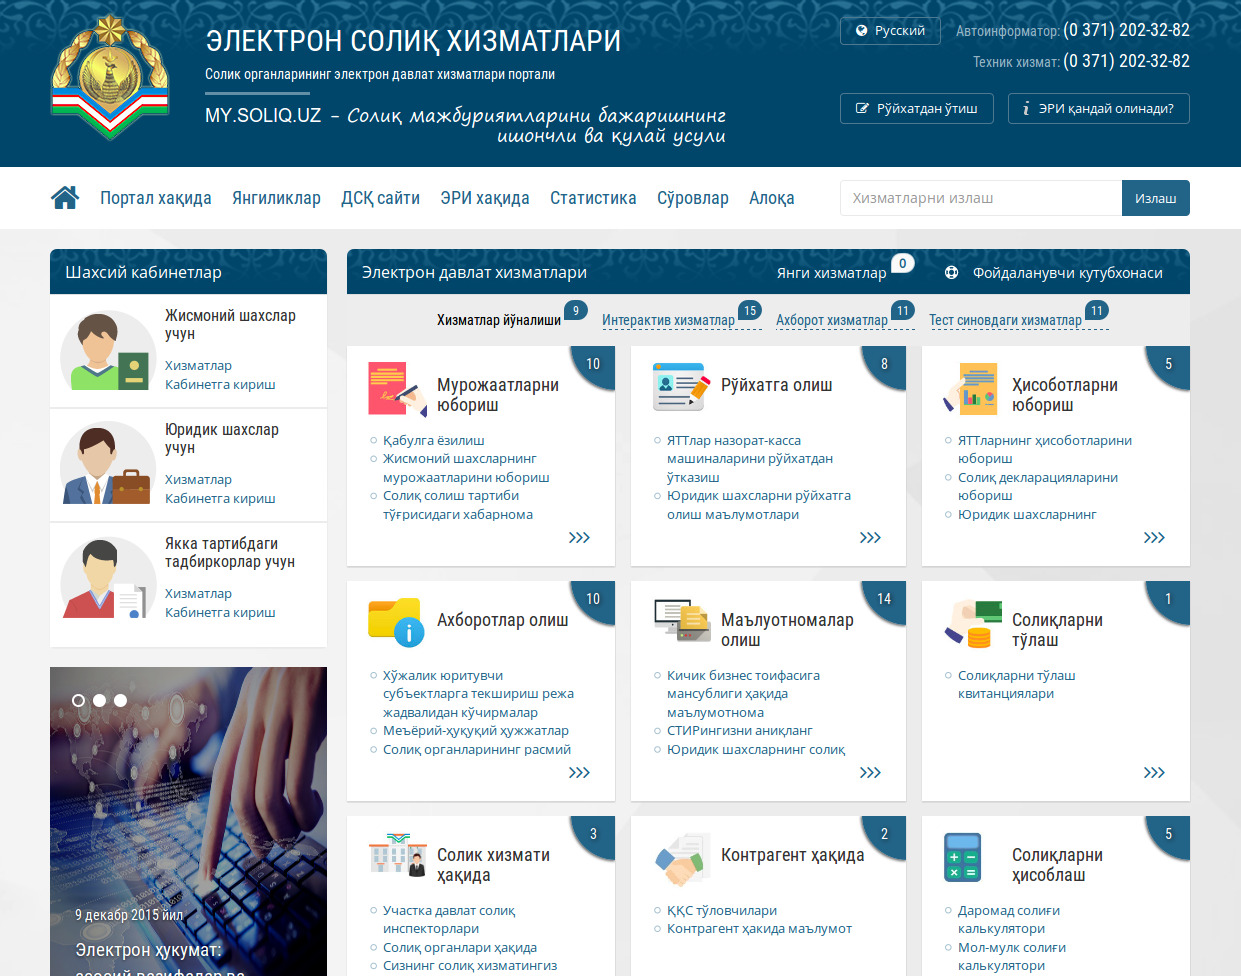 ЭЛЕКТРОН СОЛИҚ ХИЗМАТЛАРИ
Солик органларининг электрон давлат хизматлари портали
MY.SOLIQ.UZ - Солиқ мажбуриятларини бажаришнинг
ишончли ва қулай усули
Русский
Автоинформатор: (0 371) 202-32-82
Техник хизмат: (0 371) 202-32-82
Рўйхатдан ўтиш
ЭРИ қандай олинади?
Портал хақида
Янгиликлар
ДСҚ сайти
ЭРИ хақида
Статистика
Сўровлар
Алоқа
Хизматларни излаш
Излаш
Шахсий кабинетлар
Жисмоний шахслар
учун
Хизматлар
Кабинетга кириш
Юридик шахслар
учун
Хизматлар
Кабинетга кириш
Якка тартибдаги
тадбиркорлар учун
Хизматлар
Кабинетга кириш
9 декабр 2015 йил
Электрон ҳукумат:
Электрон давлат хизматлари
Янги хизматлар 0
Фойдаланувчи кутубхонаси
Хизматлар йўналиши 9
Интерактив хизматлар 15
Ахборот хизматлар 11
Тест синовдаги хизматлар 11
10
Мурожаатларни
юбориш
Қабулга ёзилиш
Жисмоний шахсларнинг
мурожаатларини юбориш
Солиқ солиш тартиби
тўғрисидаги хабарнома
8
Рўйхатга олиш
ЯТТлар назорат-касса
машиналарини рўйхатдан
ўтказиш
Юридик шахсларни рўйхатга
олиш маълумотлари
5
Ҳисоботларни
юбориш
ЯТТларнинг ҳисоботларини
юбориш
Солиқ декларацияларини
юбориш
Юридик шахсларнинг
10
Ахборотлар олиш
Хўжалик юритувчи
субъектларга текшириш режа
жадвалидан кўчирмалар
Меъёрий-ҳуқуқий ҳужжатлар
Солиқ органларининг расмий
14
Маълуотномалар
олиш
Кичик бизнес тоифасига
мансублиги ҳақида
маълумотнома
СТИРингизни аниқланг
Юридик шахсларнинг солиқ
1
Солиқларни
тўлаш
Солиқларни тўлаш
квитанциялари
3
Солик хизмати
ҳақида
Участка давлат солиқ
инспекторлари
Солиқ органлари ҳақида
Сизнинг солиқ хизматингиз
2
Контрагент ҳақида
ҚҚС тўловчилари
Контрагент ҳакида маълумот
5
Солиқларни
ҳисоблаш
Даромад солиғи
калькулятори
Мол-мулк солиғи
калькулятори